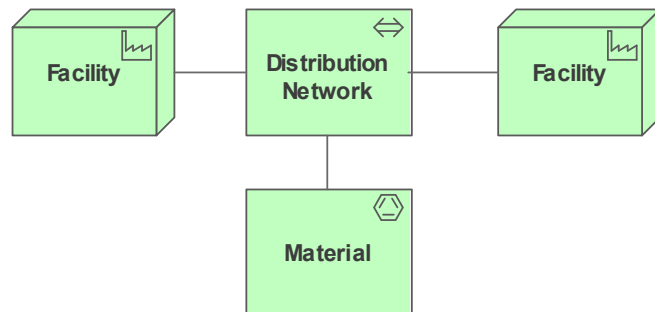 Facility
Distribution
Network
Facility
Material